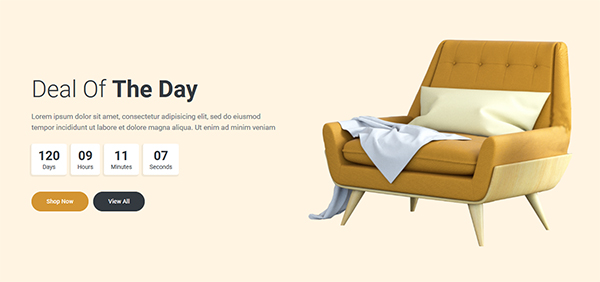 Deal Of The Day
Lorem ipsum dolor sit amet, consectetur adipisicing elit, sed do eiusmod
tempor incididunt ut labore et dolore magna aliqua. Ut enim ad minim veniam
120 09 11 07
Days Hours Minutes Seconds
Shop Now View All